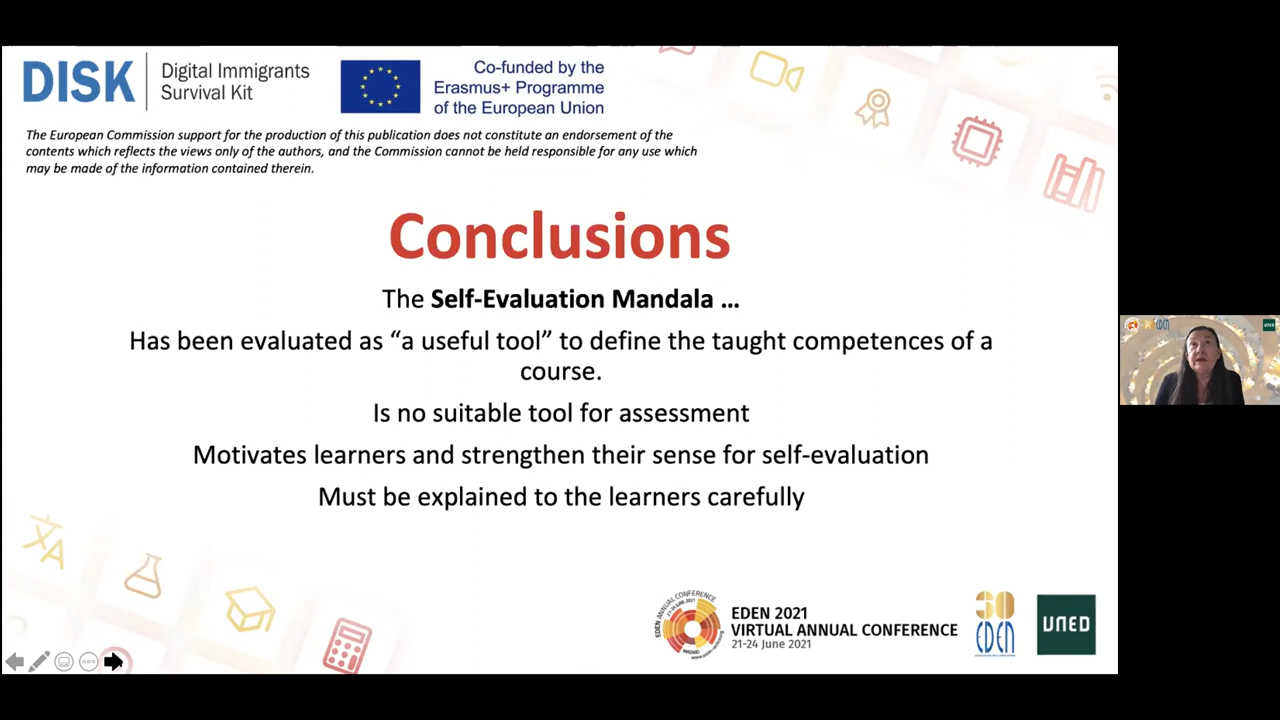 DISK
Digital Immigrants
Survival Kit
Co-funded by the
Erasmus+ Programme
of the European Union
The European Commission support for the production of this publication does not constitute an endorsement of the
contents which reflects the views only of the authors, and the Commission cannot be held responsible for any use which
may be made of the information contained therein.
Conclusions
The Self-Evaluation Mandala ...
Has been evaluated as “a useful tool” to define the taught competences of a
course.
Is no suitable tool for assessment
Motivates learners and strengthen their sense for self-evaluation
Must be explained to the learners carefully
EDEN ANNUAL CONFERENCE
EDEN 2021
VIRTUAL ANNUAL CONFERENCE
21-24 June 2021
30
EDEN
UNED
EDEN